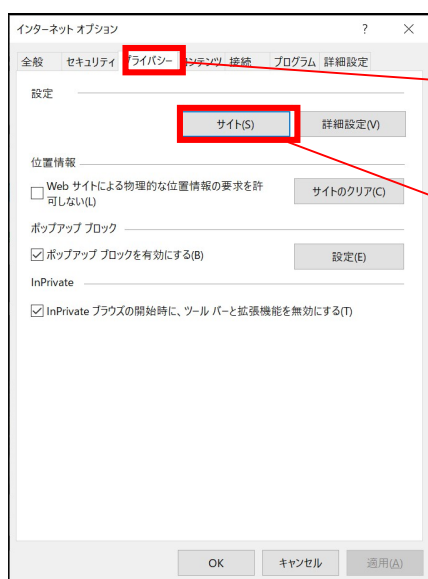 インターネット オプション ? ×
全般 セキュリティ プライバシー コンテンツ 接続 プログラム 詳細設定
設定
サイト(S) 詳細設定(V)
位置情報
Web サイトによる物理的な位置情報の要求を許
可しない(L)
サイトのクリア(C)
ポップアップ ブロック
ポップアップ ブロックを有効にする(B) 設定(E)
InPrivate
InPrivate ブラウズの開始時に、ツール バーと拡張機能を無効にする(T)
OK キャンセル 適用(A)